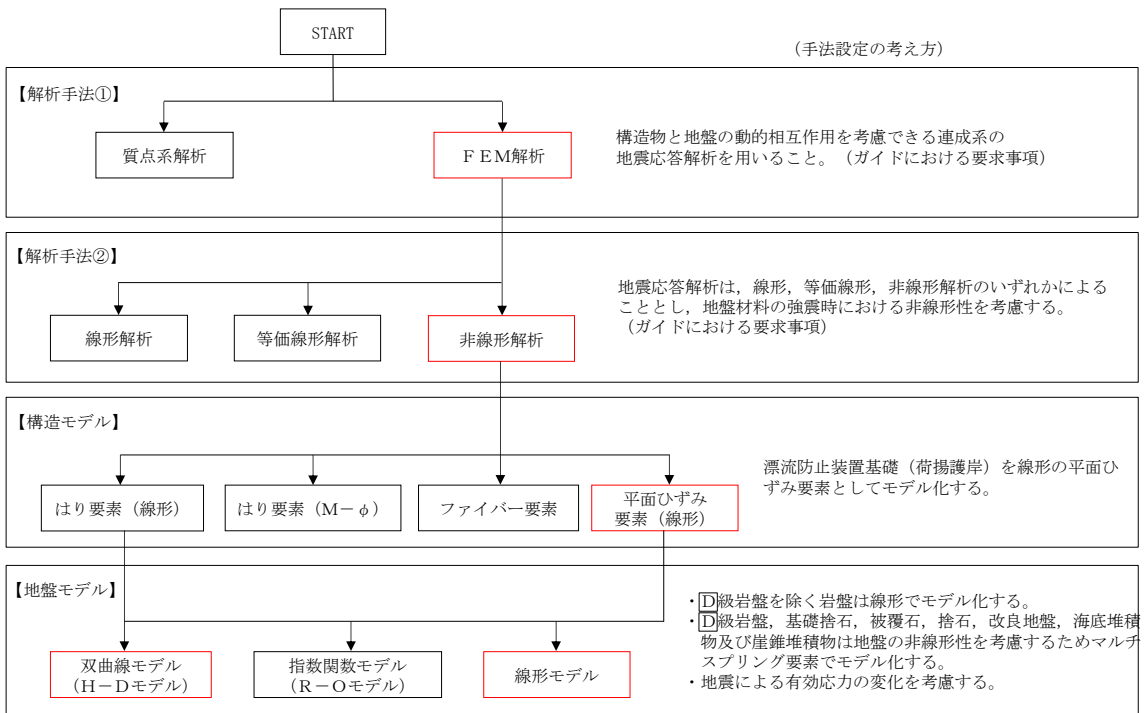 START
(手法設定の考え方)
【解析手法①】
質点系解析
ＦＥＭ解析
構造物と地盤の動的相互作用を考慮できる連成系の
地震応答解析を用いること。（ガイドにおける要求事項）
【解析手法②】
線形解析
等価線形解析
非線形解析
地震応答解析は，線形，等価線形，非線形解析のいずれかによる
こととし，地盤材料の強震時における非線形性を考慮する。
（ガイドにおける要求事項）
【構造モデル】
はり要素（線形）
はり要素（Ｍ－φ）
ファイバー要素
平面ひずみ
要素（線形）
漂流防止装置基礎（荷揚護岸）を線形の平面ひ
ずみ要素としてモデル化する。
【地盤モデル】
双曲線モデル
（Ｈ－Ｄモデル）
指数関数モデル
（Ｒ－Ｏモデル）
線形モデル
・Ｄ級岩盤を除く岩盤は線形でモデル化する。
・Ｄ級岩盤，基礎捨石，被覆石，捨石，改良地盤，海底堆積
物及び崖錐堆積物は地盤の非線形性を考慮するためマルチ
スプリング要素でモデル化する。
・地震による有効応力の変化を考慮する。